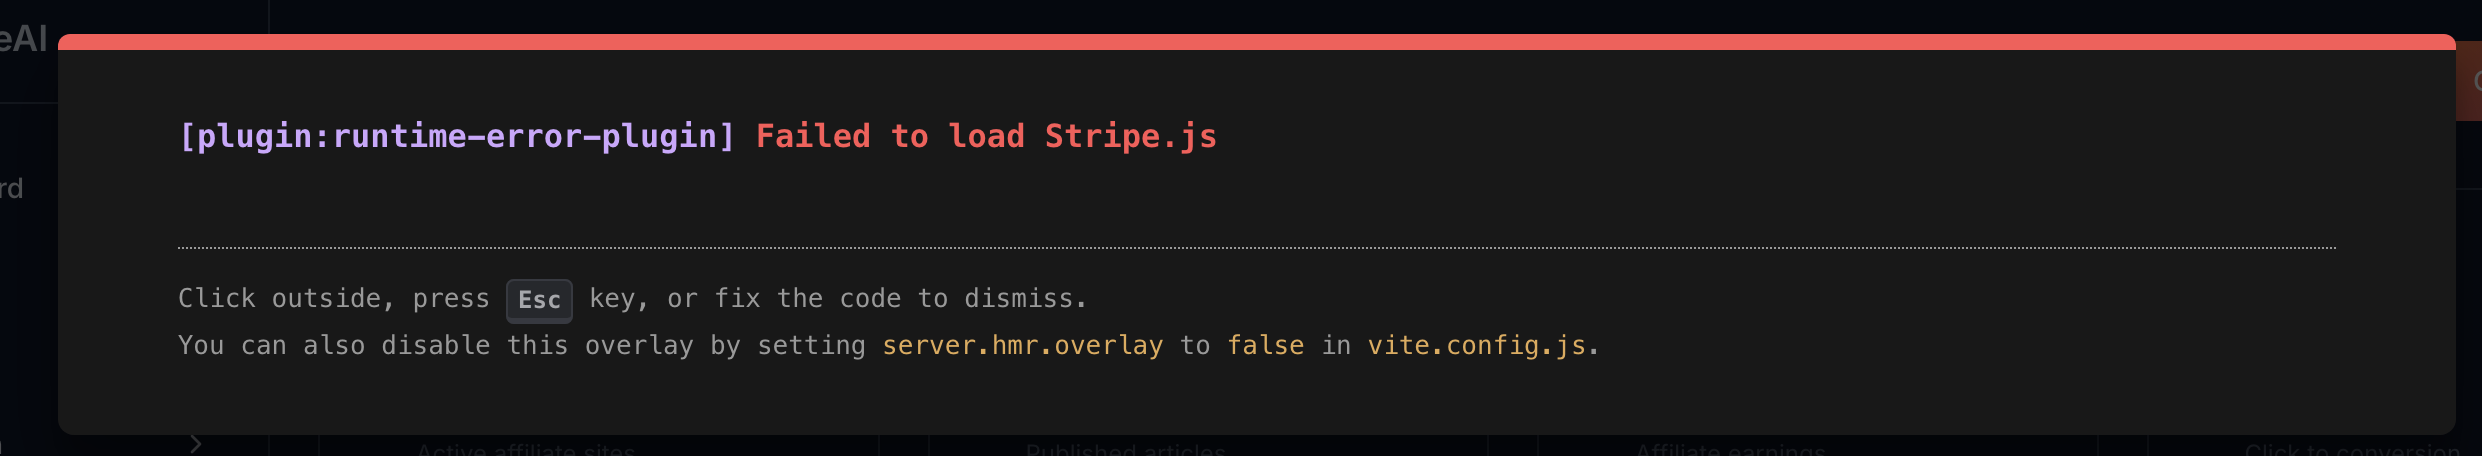 eAI
[plugin:runtime-error-plugin] Failed to load Stripe.js
rd
Click outside, press Esc key, or fix the code to dismiss.
You can also disable this overlay by setting server.hmr.overlay to false in vite.config.js.
Active affiliate sites
Published articles
Affiliate earnings
Click to conversion